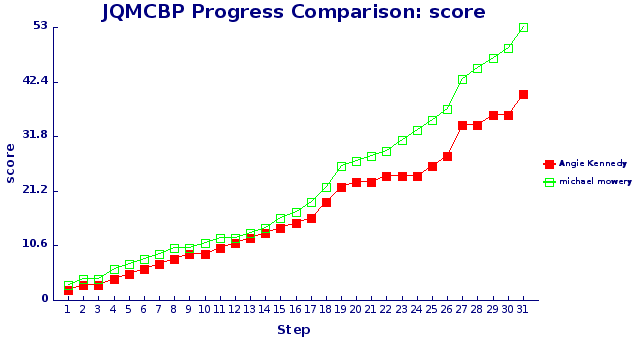 JQMCBP Progress Comparison: score
53
42.4
31.8
21.2
10.6
0
score
1 2 3 4 5 6 7 8 9 10 11 12 13 14 15 16 17 18 19 20 21 22 23 24 25 26 27 28 29 30 31
Step
Angie Kennedy
michael mowery